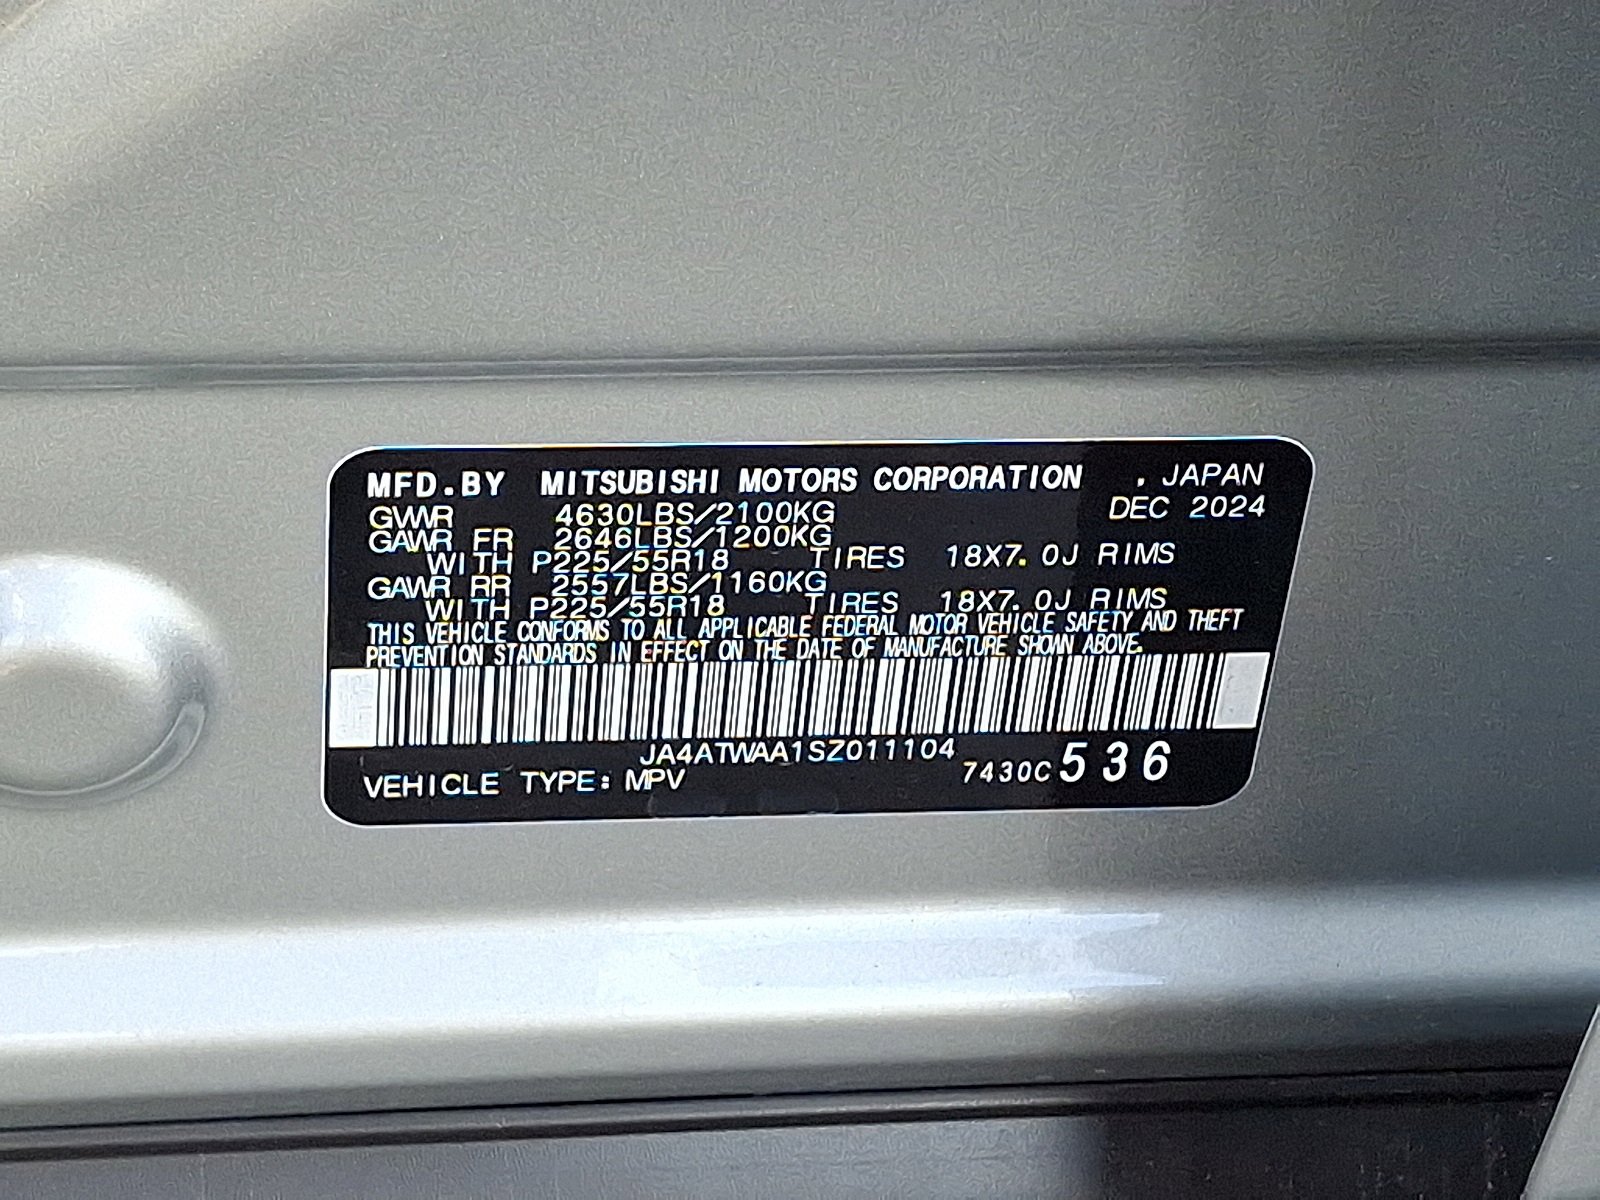 MFD.BY MITSUBISHI MOTORS CORPORATION , JAPAN
GVWR 4630LBS/2100KG DEC 2024
GAWR FR 2646LBS/1200KG
WITH P225/55R18 TIRES 18X7.0J RIMS
GAWR RR 2557LBS/1160KG
WITH P225/55R18 TIRES 18X7.0J RIMS
THIS VEHICLE CONFORMS TO ALL APPLICABLE FEDERAL MOTOR VEHICLE SAFETY AND THEFT
PREVENTION STANDARDS IN EFFECT ON THE DATE OF MANUFACTURE SHOWN ABOVE.
JA4ATWAA1SZ011104
VEHICLE TYPE: MPV 7430C 536